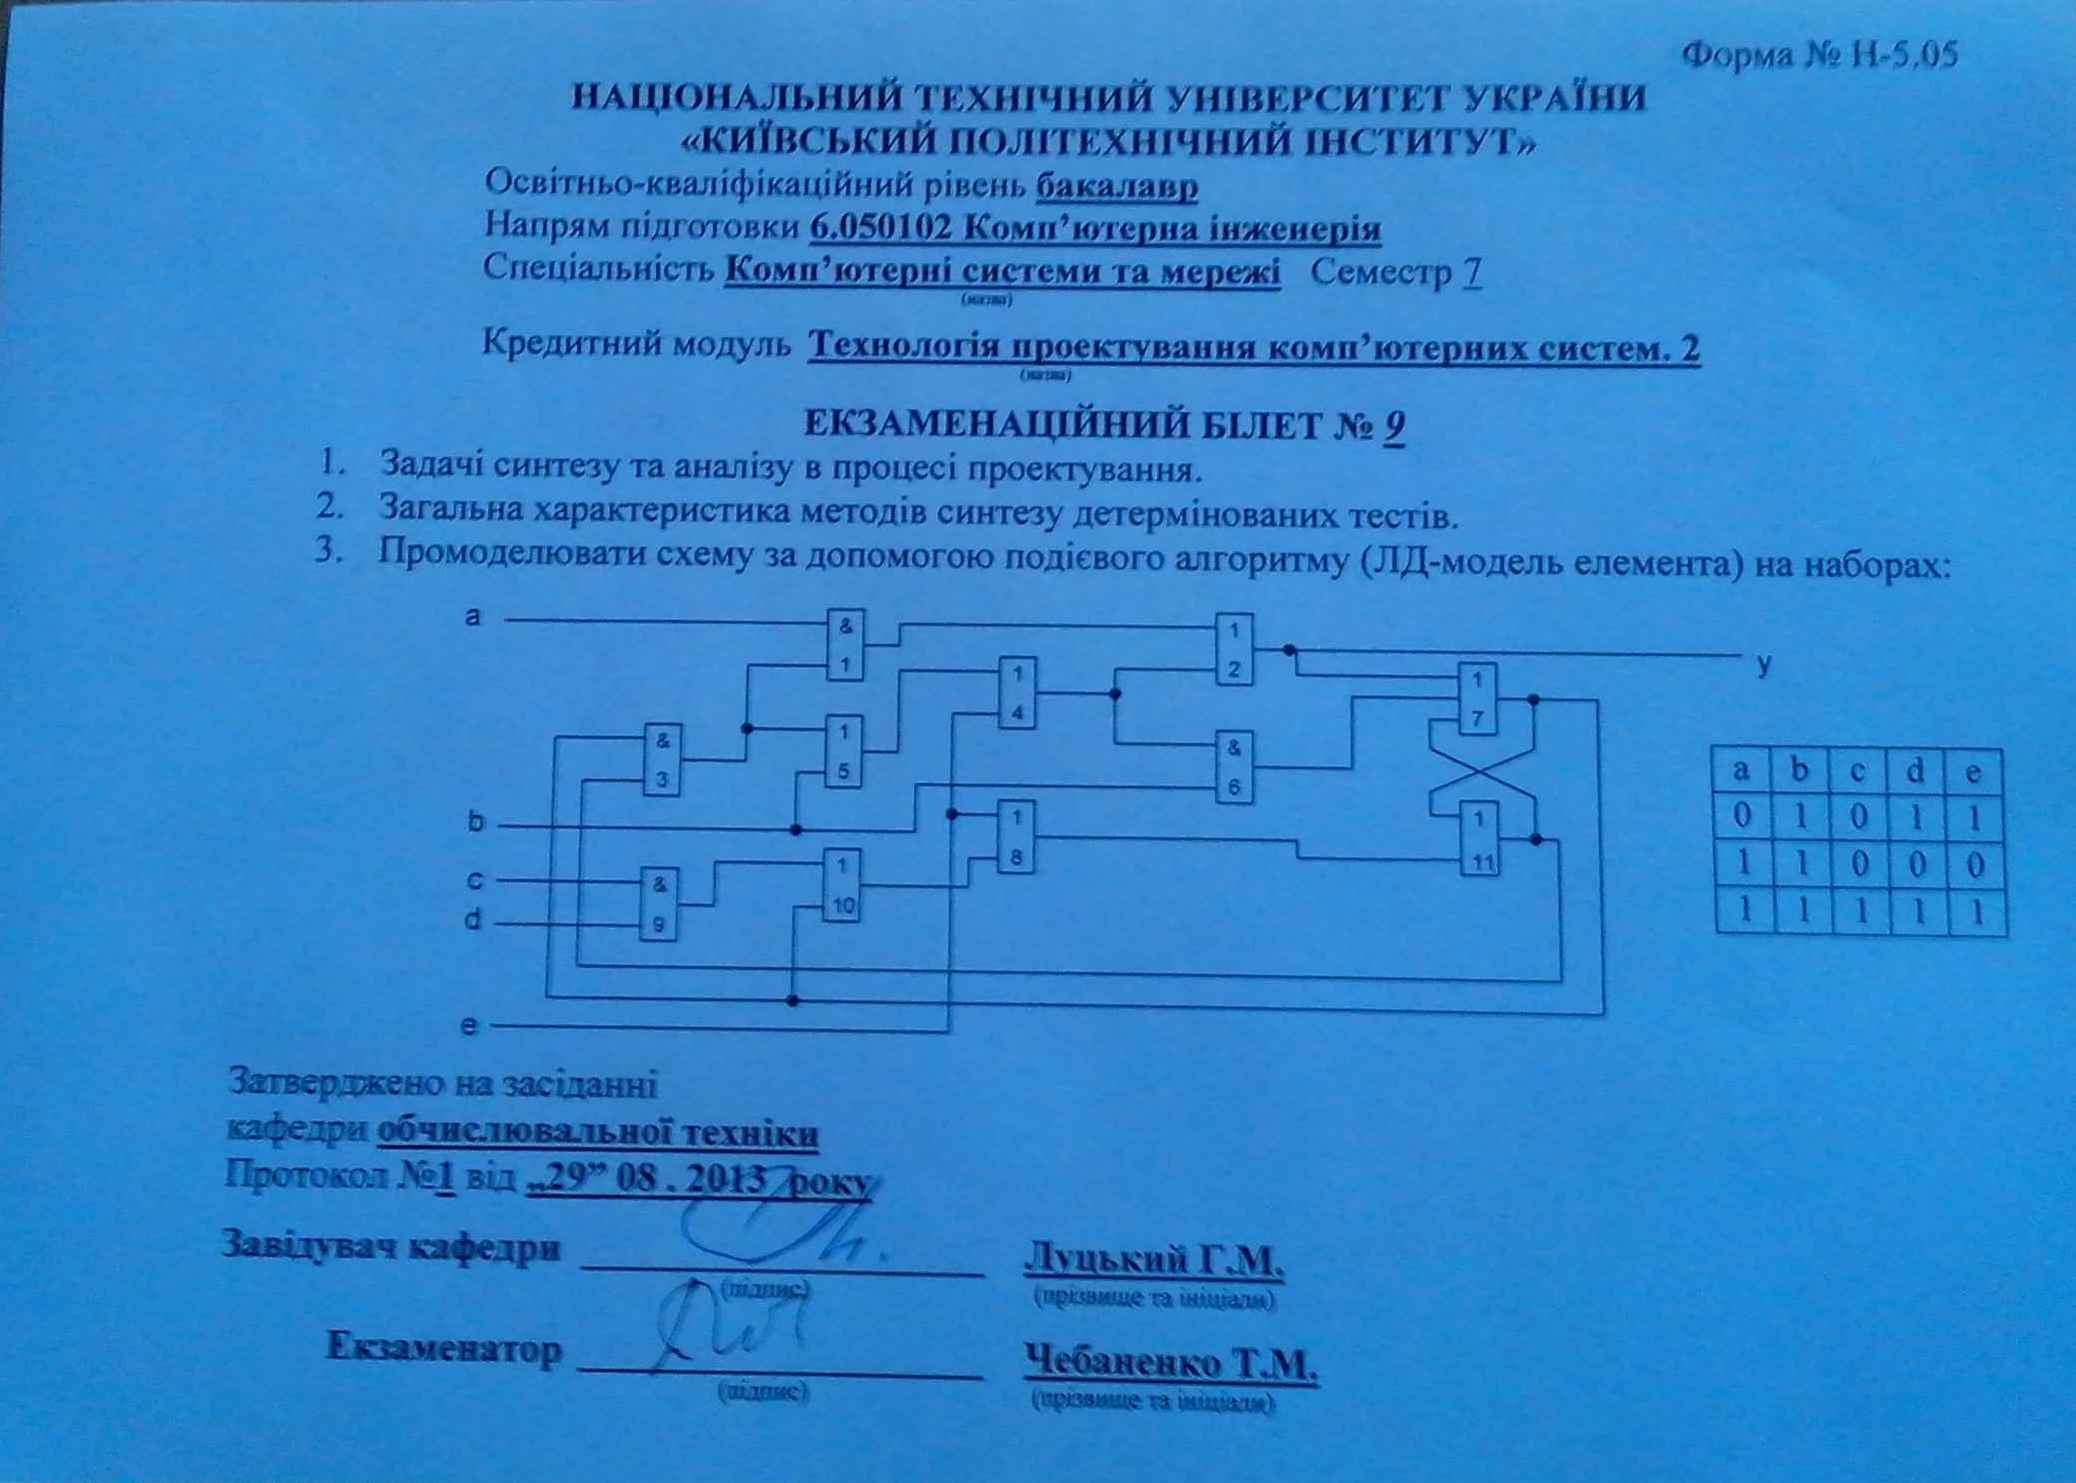 Форма № Н-5.05
НАЦІОНАЛЬНИЙ ТЕХНІЧНИЙ УНІВЕРСИТЕТ УКРАЇНИ
«КИЇВСЬКИЙ ПОЛІТЕХНІЧНИЙ ІНСТИТУТ»
Освітньо-кваліфікаційний рівень бакалавр
Напрям підготовки 6.050102 Комп’ютерна інженерія
Спеціальність Комп’ютерні системи та мережі Семестр 7
(назва)
Кредитний модуль Технологія проектування комп’ютерних систем. 2
(назва)
ЕКЗАМЕНАЦІЙНИЙ БІЛЕТ № 9
1. Задачі синтезу та аналізу в процесі проектування.
2. Загальна характеристика методів синтезу детермінованих тестів.
3. Промоделювати схему за допомогою подієвого алгоритму (ЛД-модель елемента) на наборах:
a
&
1
1
2
y
1
4
1
7
&
3
1
5
&
6
b
1
8
1
11
c
&
9
d
1
10
e
a b c d e
0 1 0 1 1
1 1 0 0 0
1 1 1 1 1
Затверджено на засіданні
кафедри обчислювальної техніки
Протокол №1 від „29” 08 . 2013 року
Завідувач кафедри Луцький Г.М.
(підпис) (прізвище та ініціали)
Екзаменатор Чебаненко Т.М.
(підпис) (прізвище та ініціали)